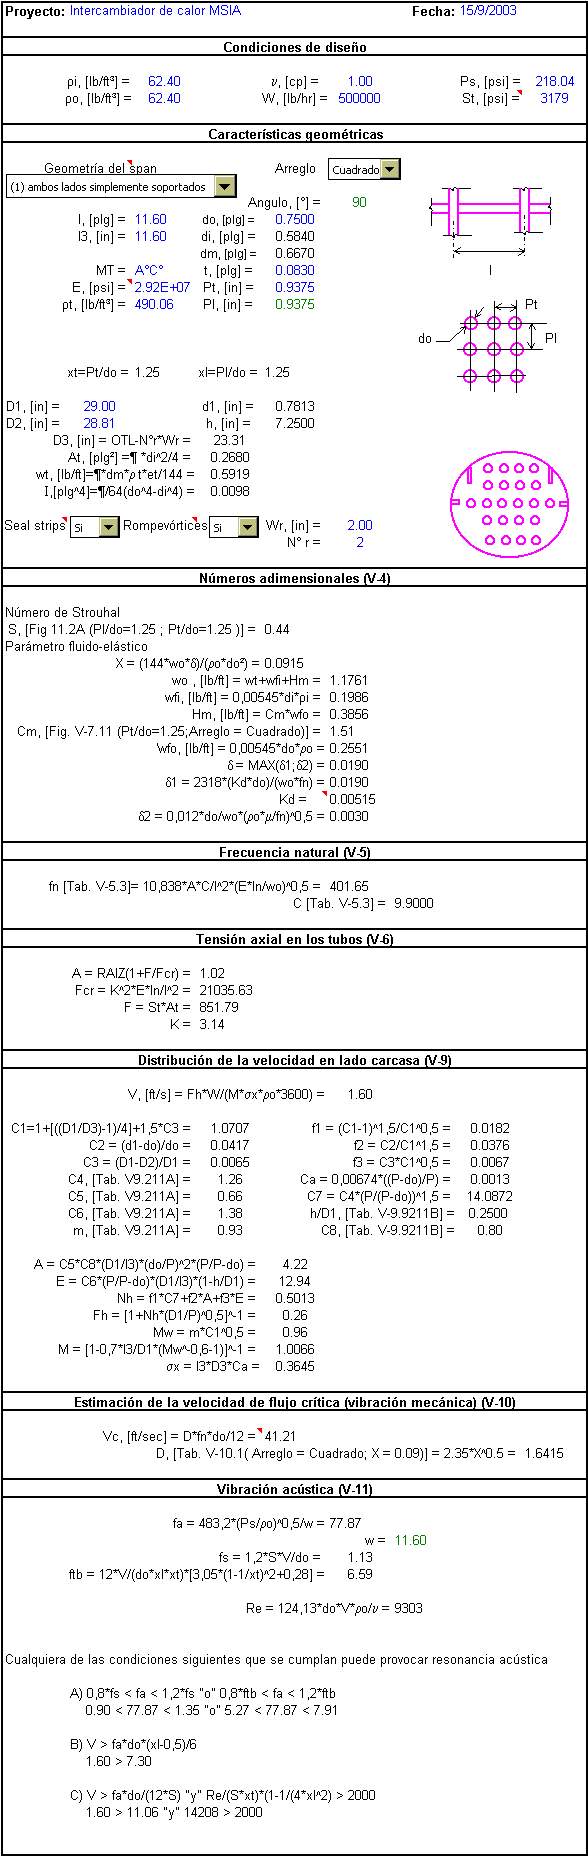 Proyecto: Intercambiador de calor MSIA Fecha: 15/9/2003
Condiciones de diseño
ρi, [lb/ft³] = 62.40 ν, [cp] = 1.00 Ps, [psi] = 218.04
ρo, [lb/ft³] = 62.40 W, [lb/hr] = 500000 St, [psi] = 3179
Características geométricas
Geometría del span Arreglo Cuadrado
(1) ambos lados simplemente soportados
Angulo, [°] = 90
l, [plg] = 11.60 do, [plg] = 0.7500
l3, [in] = 11.60 di, [plg] = 0.5840
dm, [plg] = 0.6670
MT = A°C° t, [plg] = 0.0830
E, [psi] = 2.92E+07 Pt, [in] = 0.9375
ρt, [lb/ft³] = 490.06 Pl, [in] = 0.9375
l
Pt
do
Pl
xt=Pt/do = 1.25 xl=Pl/do = 1.25
D1, [in] = 29.00 d1, [in] = 0.7813
D2, [in] = 28.81 h, [in] = 7.2500
D3, [in] = OTL-N°r*Wr = 23.31
At, [plg²] =¶ *di^2/4 = 0.2680
wt, [lb/ft]=¶*dm*ρ t*et/144 = 0.5919
I,[plg^4]=¶/64(do^4-di^4) = 0.0098
Seal strips Si Rompevórtices Si Wr, [in] = 2.00
N° r = 2
Números adimensionales (V-4)
Número de Strouhal
S, [Fig 11.2A (Pl/do=1.25 ; Pt/do=1.25 )] = 0.44
Parámetro fluido-elástico
X = (144*wo*δ)/(ρo*do²) = 0.0915
wo , [lb/ft] = wt+wfi+Hm = 1.1761
wfi, [lb/ft] = 0,00545*di*ρi = 0.1986
Hm, [lb/ft] = Cm*wfo = 0.3856
Cm, [Fig. V-7.11 (Pt/do=1.25;Arreglo = Cuadrado)] = 1.51
Wfo, [lb/ft] = 0,00545*do*ρo = 0.2551
δ = MAX(δ1;δ2) = 0.0190
δ1 = 2318*(Kd*do)/(wo*fn) = 0.0190
Kd = 0.00515
δ2 = 0,012*do/wo*(ρo*μ/fn)^0,5 = 0.0030
Frecuencia natural (V-5)
fn [Tab. V-5.3]= 10,838*A*C/l^2*(E*In/wo)^0,5 = 401.65
C [Tab. V-5.3] = 9.9000
Tensión axial en los tubos (V-6)
A = RAIZ(1+F/Fcr) = 1.02
Fcr = K^2*E*In/l^2 = 21035.63
F = St*At = 851.79
K = 3.14
Distribución de la velocidad en lado carcasa (V-9)
V, [ft/s] = Fh*W/(M*σx*ρo*3600) = 1.60
C1=1+[((D1/D3)-1)/4]+1,5*C3 = 1.0707 f1 = (C1-1)^1,5/C1^0,5 = 0.0182
C2 = (d1-do)/do = 0.0417 f2 = C2/C1^1,5 = 0.0376
C3 = (D1-D2)/D1 = 0.0065 f3 = C3*C1^0,5 = 0.0067
C4, [Tab. V9.211A] = 1.26 Ca = 0,00674*((P-do)/P) = 0.0013
C5, [Tab. V9.211A] = 0.66 C7 = C4*(P/(P-do))^1,5 = 14.0872
C6, [Tab. V9.211A] = 1.38 h/D1, [Tab. V-9.9211B] = 0.2500
m, [Tab. V9.211A] = 0.93 C8, [Tab. V-9.9211B] = 0.80
A = C5*C8*(D1/l3)*(do/P)^2*(P/P-do) = 4.22
E = C6*(P/P-do)*(D1/l3)*(1-h/D1) = 12.94
Nh = f1*C7+f2*A+f3*E = 0.5013
Fh = [1+Nh*(D1/P)^0,5]^-1 = 0.26
Mw = m*C1^0,5 = 0.96
M = [1-0,7*l3/D1*(Mw^-0,6-1)]^-1 = 1.0066
σx = l3*D3*Ca = 0.3645
Estimación de la velocidad de flujo crítica (vibración mecánica) (V-10)
Vc, [ft/sec] = D*fn*do/12 = 41.21
D, [Tab. V-10.1( Arreglo = Cuadrado; X = 0.09)] = 2.35*X^0.5 = 1.6415
Vibración acústica (V-11)
fa = 483,2*(Ps/ρo)^0,5/w = 77.87
w = 11.60
fs = 1,2*S*V/do = 1.13
ftb = 12*V/(do*xl*xt)*[3,05*(1-1/xt)^2+0,28] = 6.59
Re = 124,13*do*V*ρo/ν = 9303
Cualquiera de las condiciones siguientes que se cumplan puede provocar resonancia acústica
A) 0,8*fs < fa < 1,2*fs "o" 0,8*ftb < fa < 1,2*ftb
0.90 < 77.87 < 1.35 "o" 5.27 < 77.87 < 7.91
B) V > fa*do*(xl-0,5)/6
1.60 > 7.30
C) V > fa*do/(12*S) "y" Re/(S*xt)*(1-1/(4*xl^2) > 2000
1.60 > 11.06 "y" 14208 > 2000